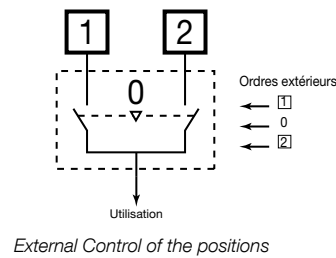 1 2
0
Ordres extérieurs
1
0
2
Utilisation
External Control of the positions